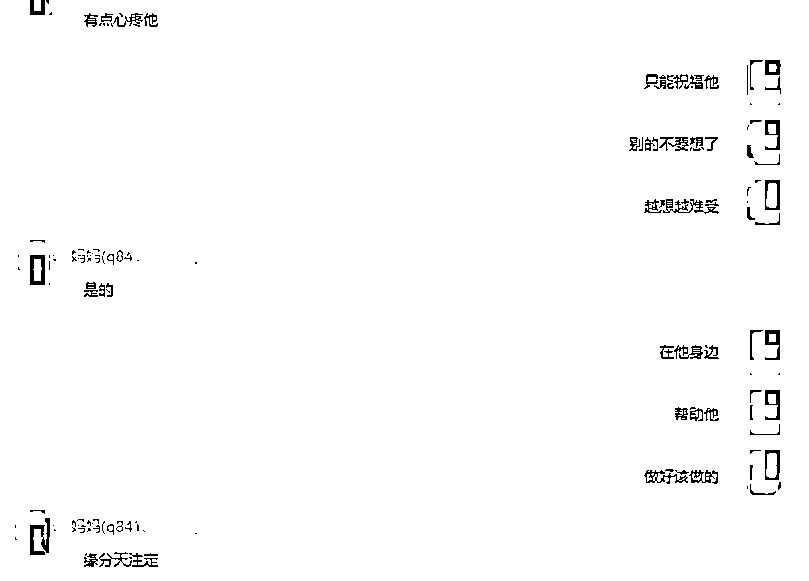 有点心疼他
只能祝福他
别的不要想了
越想越难受
妈妈(q84
是的
在他身边
帮助他
做好该做的
妈妈(q841
缘分天注定